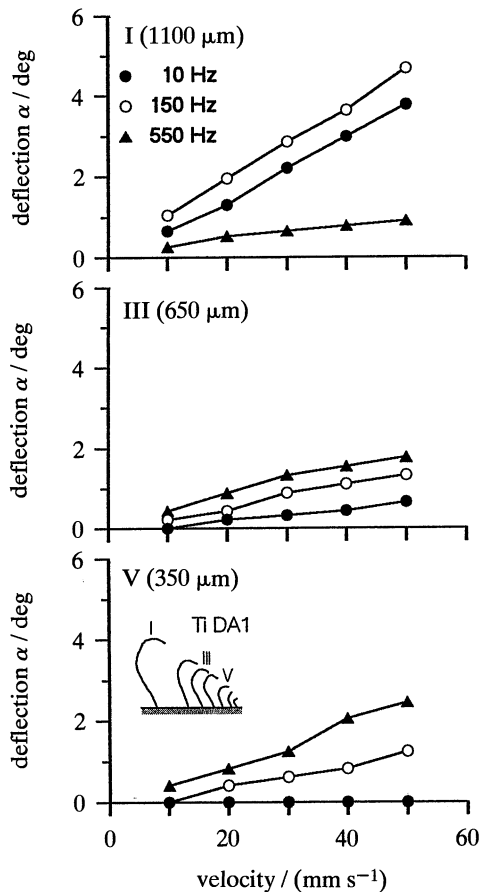 I (1100 μm)
● 10 Hz
○ 150 Hz
▲ 550 Hz
deflection α / deg
6
4
2
0
III (650 μm)
deflection α / deg
6
4
2
0
V (350 μm)
I
Ti DA1
III
V
deflection α / deg
6
4
2
0
0 20 40 60
velocity / (mm s⁻¹)